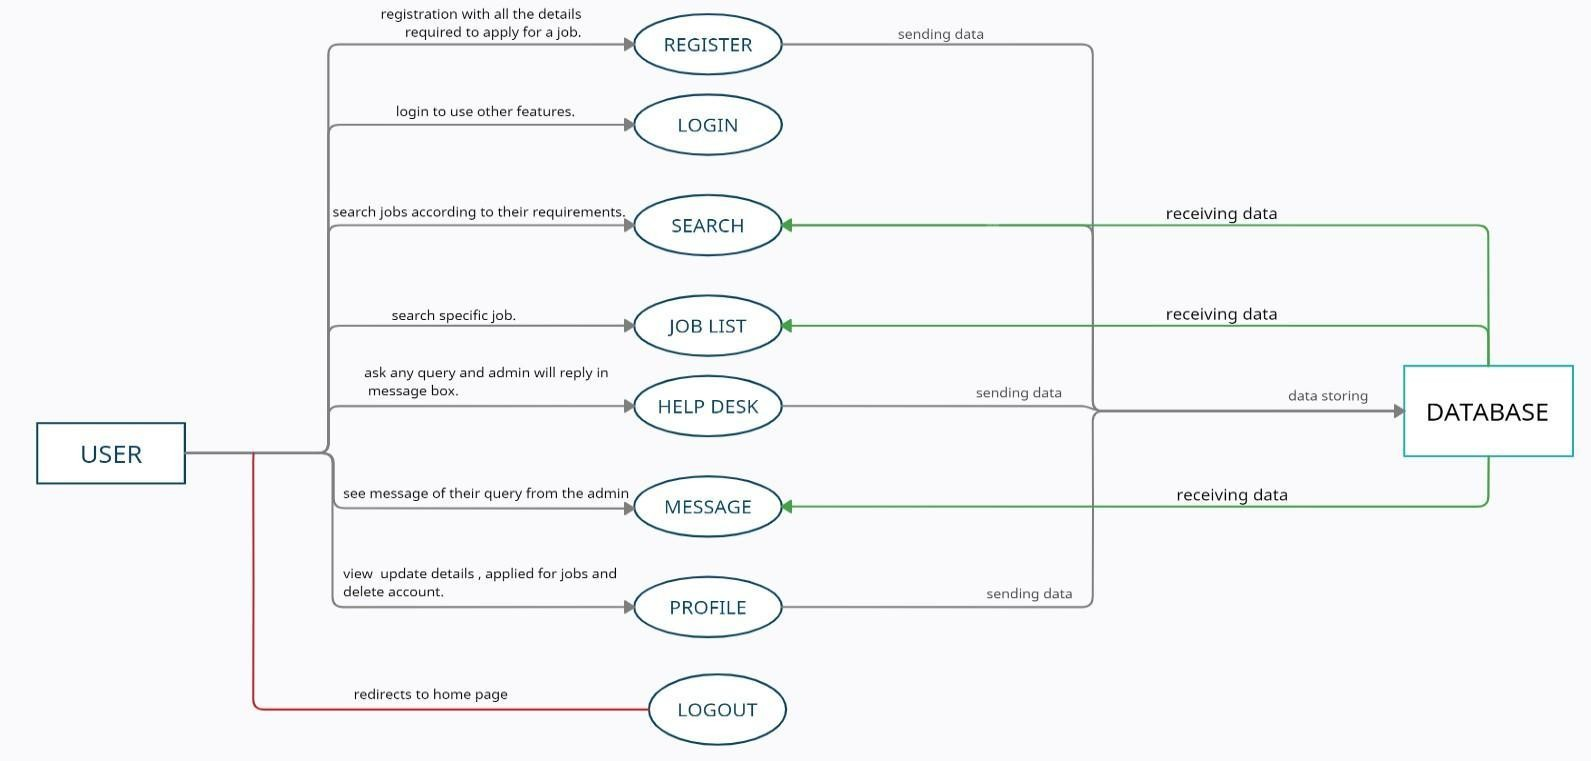 registration with all the details
required to apply for a job.
REGISTER
sending data
login to use other features.
LOGIN
search jobs according to their requirements.
SEARCH
receiving data
search specific job.
JOB LIST
receiving data
ask any query and admin will reply in
message box.
HELP DESK
sending data
data storing
DATABASE
USER
see message of their query from the admin
MESSAGE
receiving data
view  update details , applied for jobs and
delete account.
PROFILE
sending data
redirects to home page
LOGOUT